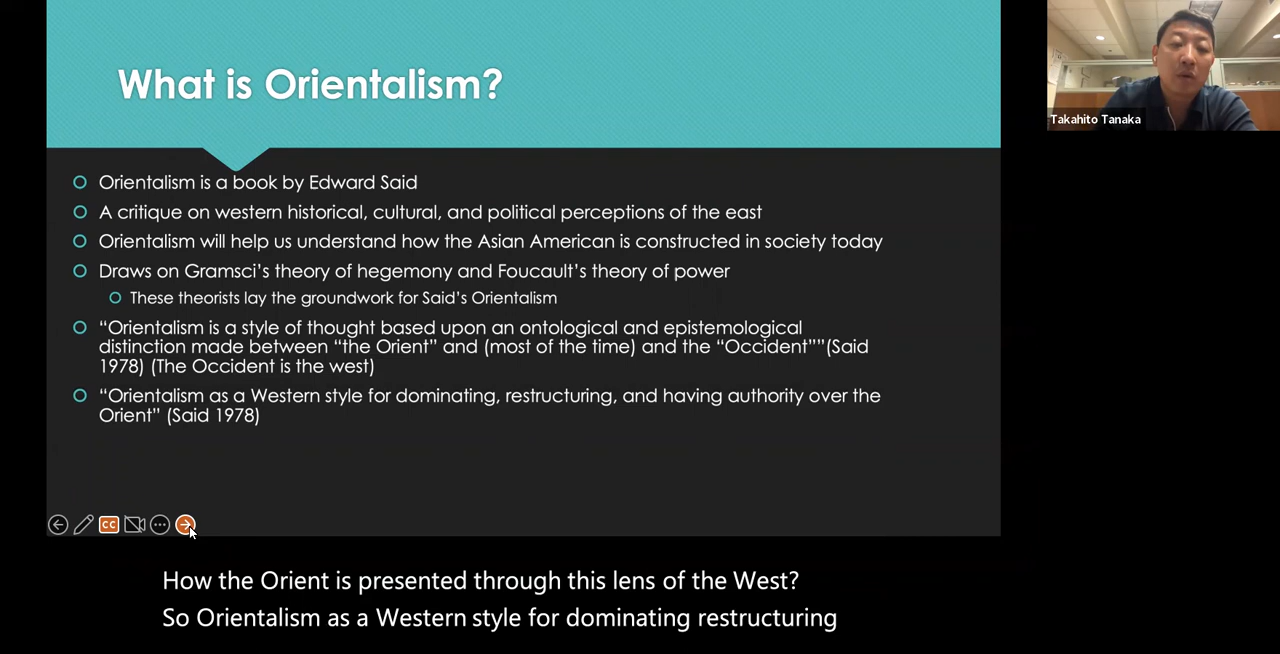 What is Orientalism?
Takahito Tanaka
Orientalism is a book by Edward Said
A critique on western historical, cultural, and political perceptions of the east
Orientalism will help us understand how the Asian American is constructed in society today
Draws on Gramsci’s theory of hegemony and Foucault’s theory of power
These theorists lay the groundwork for Said’s Orientalism
“Orientalism is a style of thought based upon an ontological and epistemological
distinction made between “the Orient” and (most of the time) and the “Occident””(Said
1978) (The Occident is the west)
“Orientalism as a Western style for dominating, restructuring, and having authority over the
Orient” (Said 1978)
CC
How the Orient is presented through this lens of the West?
So Orientalism as a Western style for dominating restructuring